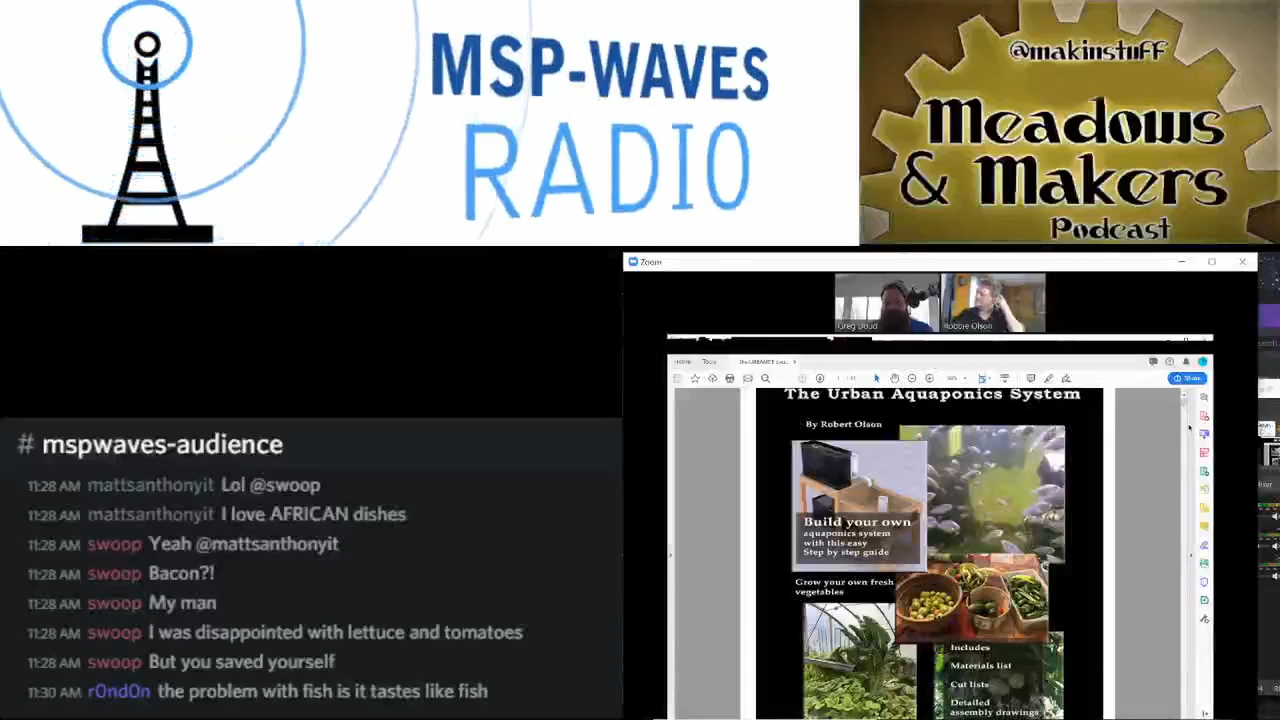 MSP-WAVES
RADIO
@makinstuff
Meadows
& Makers
Podcast
# mspwaves-audience
11:28 AM mattsanthonyit Lol @swoop
11:28 AM mattsanthonyit I love AFRICAN dishes
11:28 AM swoop Yeah @mattsanthonyit
11:28 AM swoop Bacon?!
11:28 AM swoop My man
11:28 AM swoop I was disappointed with lettuce and tomatoes
11:28 AM swoop But you saved yourself
11:30 AM r0nd0n the problem with fish is it tastes like fish
Zoom
Greg Doud
Robbie Olson
Home Tools
Share
The Urban Aquaponics System
By Robert Olson
Build your own
aquaponics system
with this easy
Step by step guide
Grow your own fresh
vegetables
Includes
Materials list
Cut lists
Detailed
assembly drawings